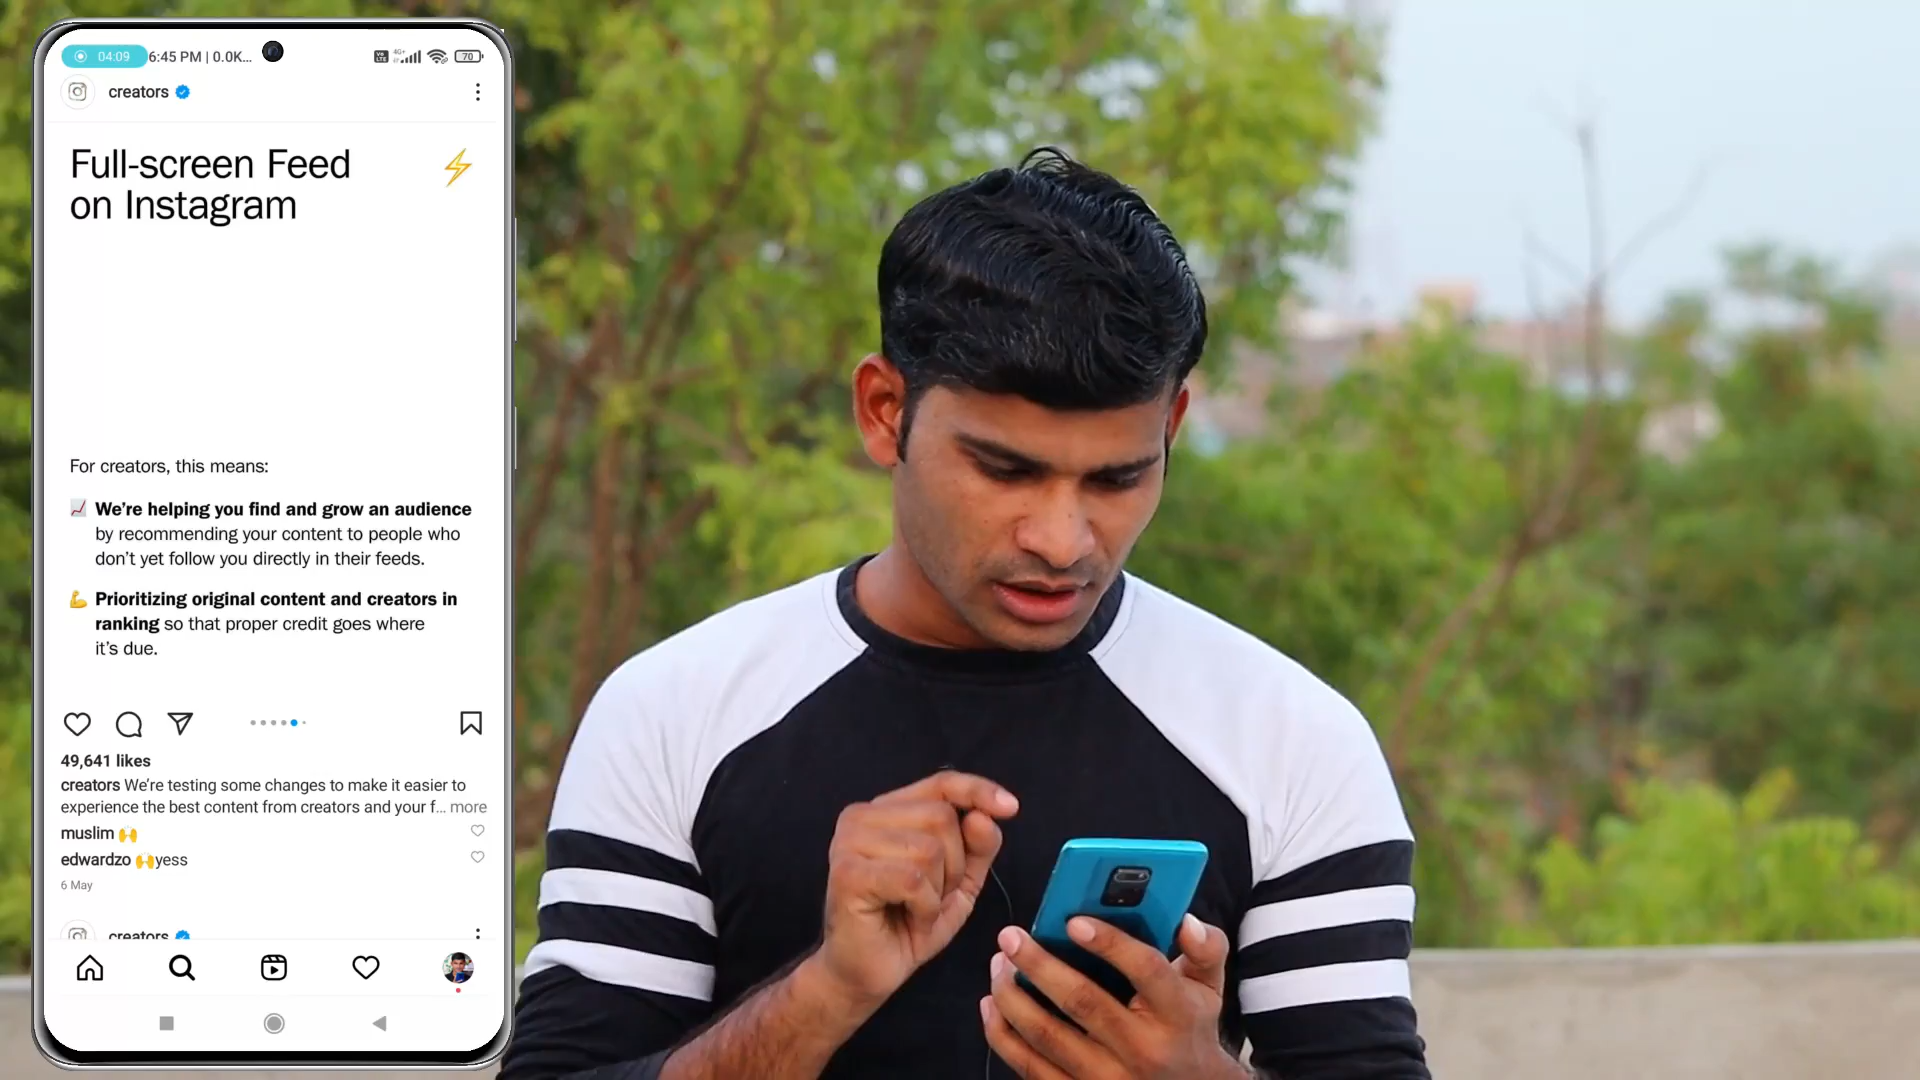 04:09 6:45 PM | 0.0K... 4G+ 70
creators
Full-screen Feed ⚡
on Instagram
For creators, this means:
📈 We're helping you find and grow an audience
by recommending your content to people who
don't yet follow you directly in their feeds.
💪 Prioritizing original content and creators in
ranking so that proper credit goes where
it's due.
49,641 likes
creators We're testing some changes to make it easier to
experience the best content from creators and your f... more
muslim 🙌
edwardzo 🙌yess
6 May
creators